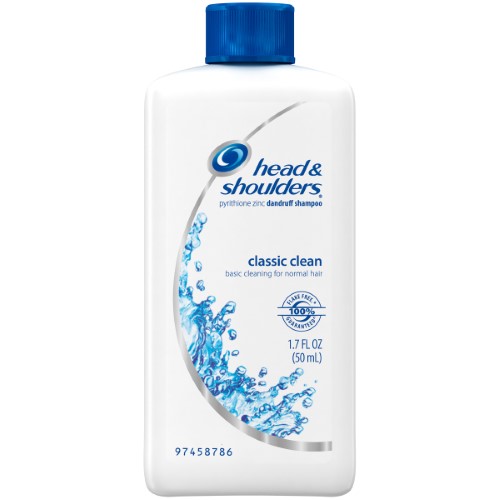 head &
shoulders®
pyrithione zinc dandruff shampoo
classic clean
basic cleaning for normal hair
FLAKE FREE+
100%
GUARANTEED*
1.7 FL OZ
(50 mL)
97458786